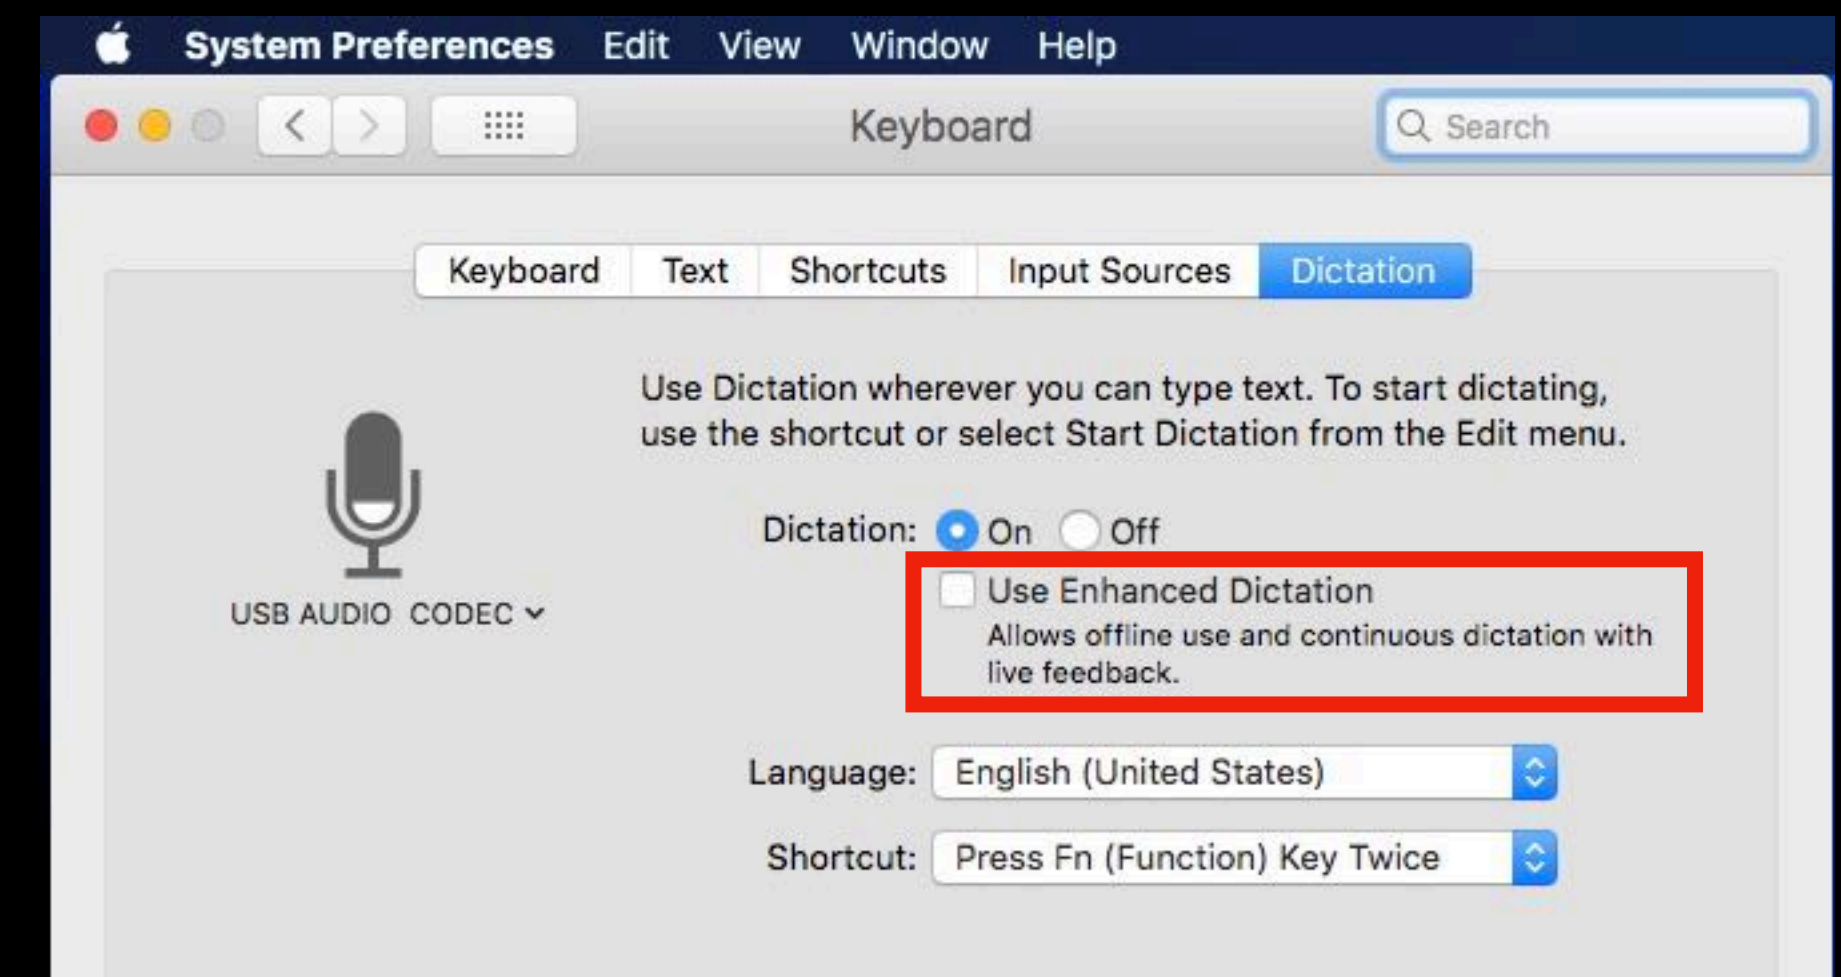 System Preferences Edit View Window Help
Keyboard
Search
Keyboard Text Shortcuts Input Sources Dictation
Use Dictation wherever you can type text. To start dictating,
use the shortcut or select Start Dictation from the Edit menu.
Dictation: On Off
Use Enhanced Dictation
Allows offline use and continuous dictation with
live feedback.
USB AUDIO CODEC
Language: English (United States)
Shortcut: Press Fn (Function) Key Twice